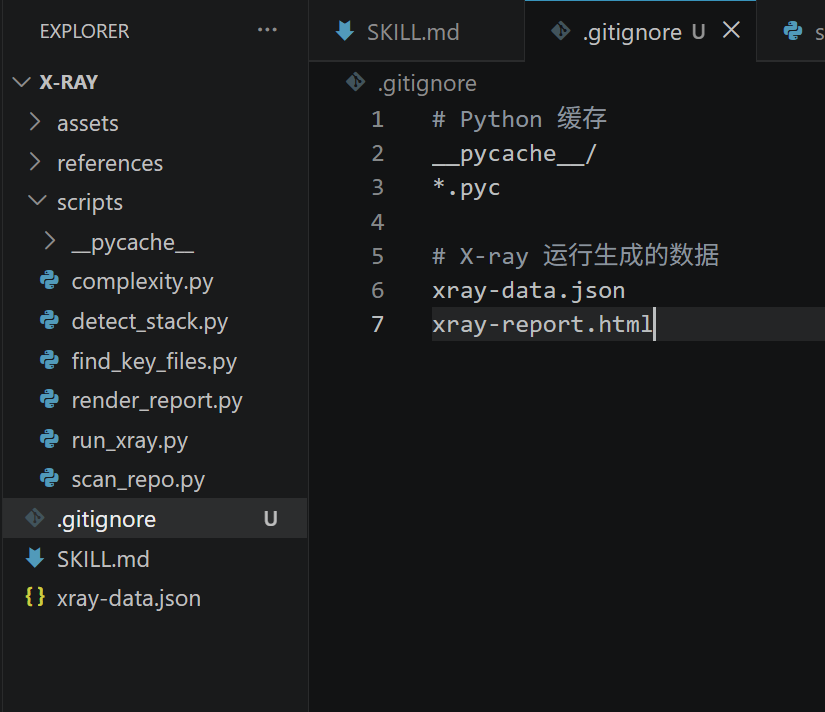 EXPLORER
X-RAY
assets
references
scripts
__pycache__
complexity.py
detect_stack.py
find_key_files.py
render_report.py
run_xray.py
scan_repo.py
.gitignore U
SKILL.md
{} xray-data.json
SKILL.md
.gitignore U
s
.gitignore
1 # Python 缓存
2 __pycache__/
3 *.pyc
4
5 # X-ray 运行生成的数据
6 xray-data.json
7 xray-report.html